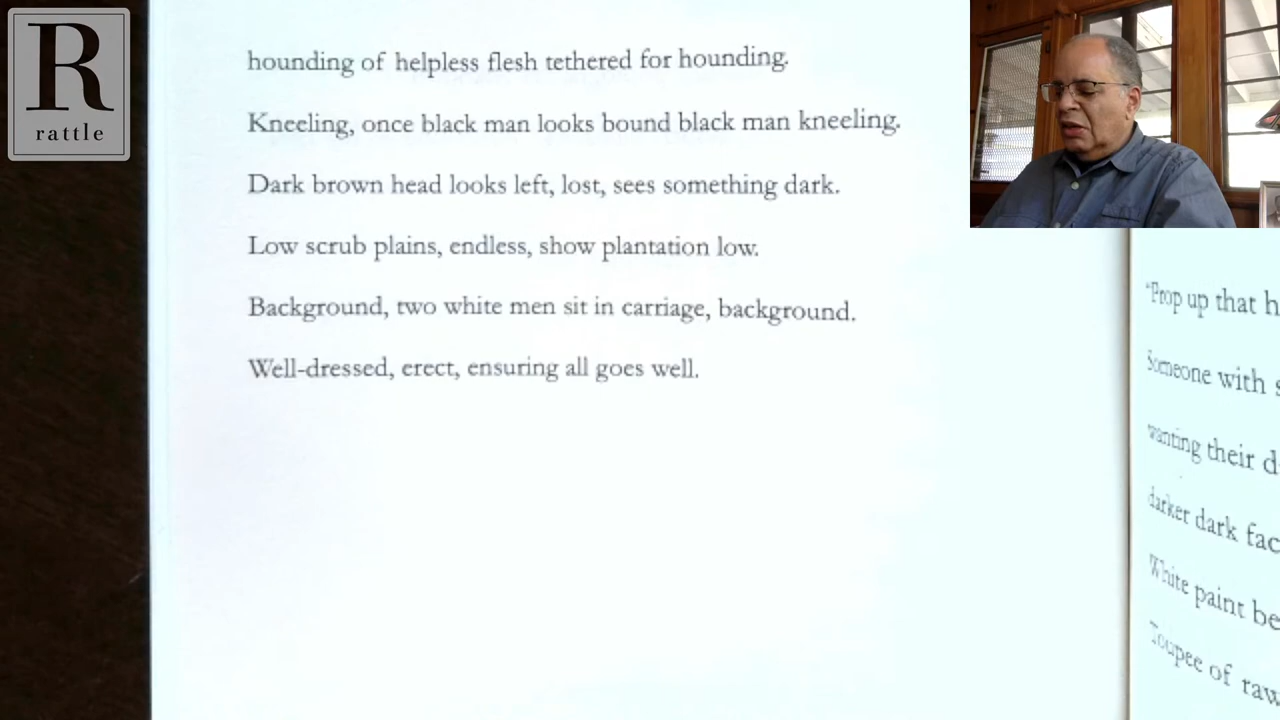 R
rattle
hounding of helpless flesh tethered for hounding.
Kneeling, once black man looks bound black man kneeling.
Dark brown head looks left, lost, sees something dark.
Low scrub plains, endless, show plantation low.
Background, two white men sit in carriage, background.
Well-dressed, erect, ensuring all goes well.
"Prop up that h
Someone with s
wanting their d
darker dark fac
White paint be
Toupee of raw